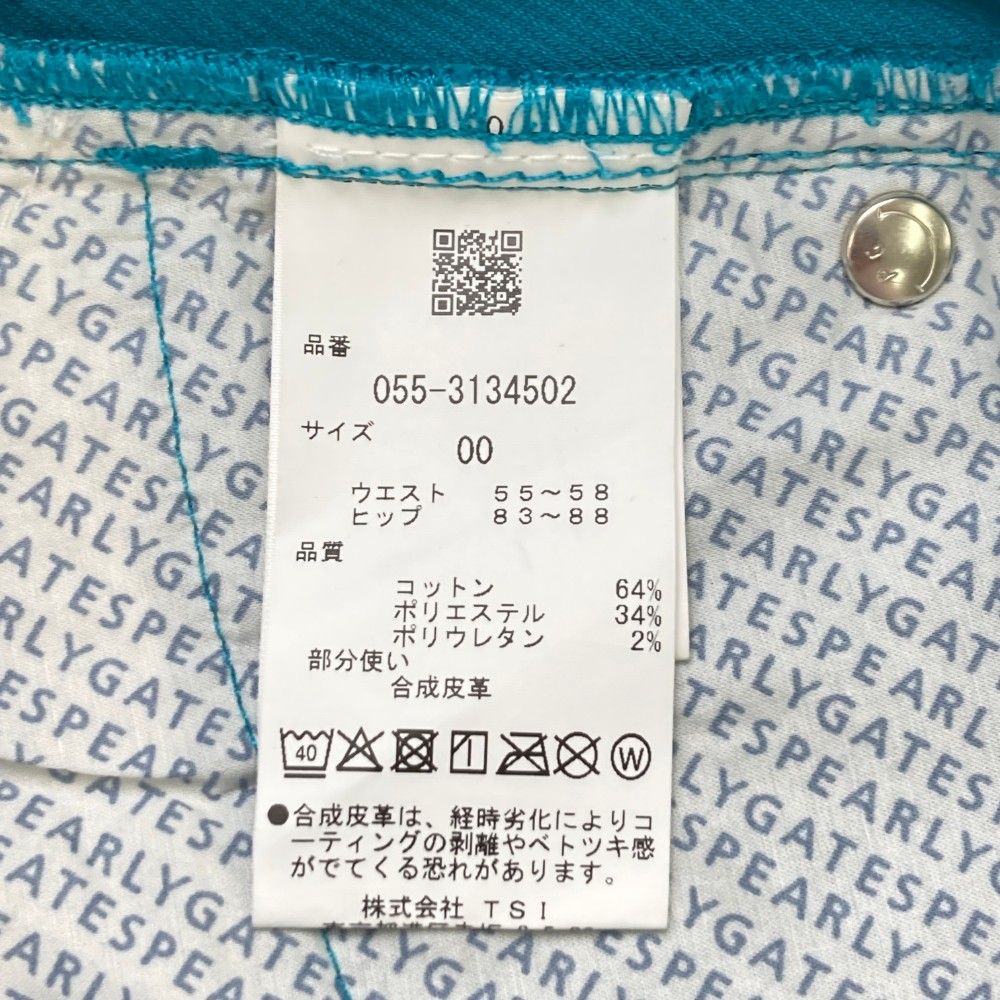 品番
055-3134502
サイズ
00
ウエスト 55～58
ヒップ 83～88
品質
コットン 64%
ポリエステル 34%
ポリウレタン 2%
部分使い
合成皮革
40
W
●合成皮革は、経時劣化によりコ
ーティングの剥離やベトツキ感
がでてくる恐れがあります。
株式会社 TSI
PEARLYGATES